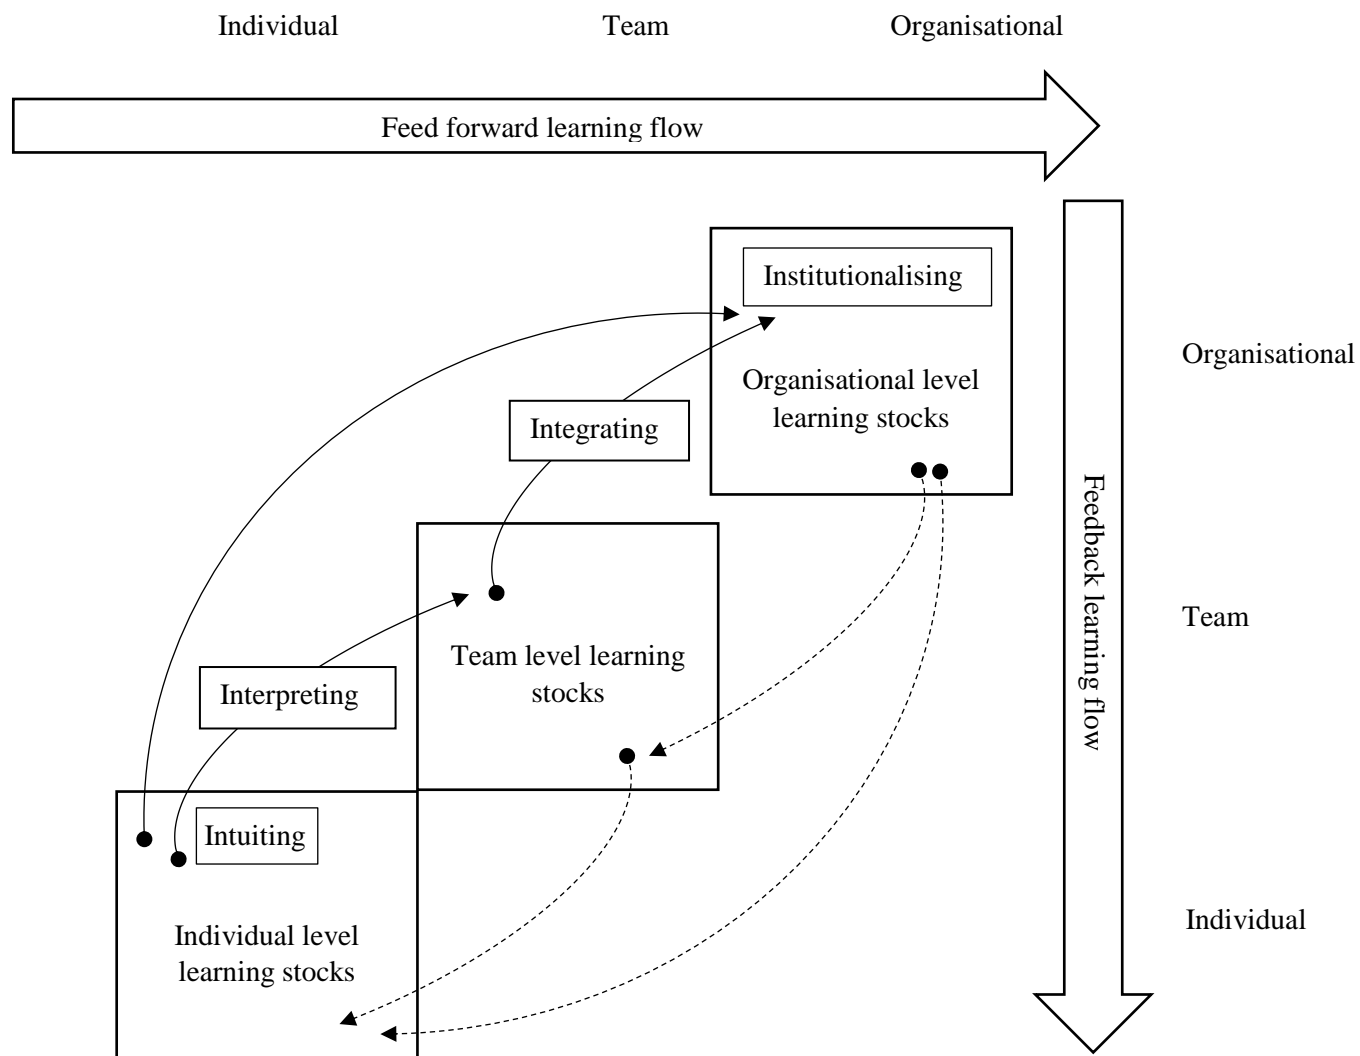 Individual
Team
Organisational
Feed forward learning flow
Institutionalising
Organisational
Organisational level
learning stocks
Integrating
Feedback learning flow
Team
Team level learning
stocks
Interpreting
Intuiting
Individual
Individual level
learning stocks